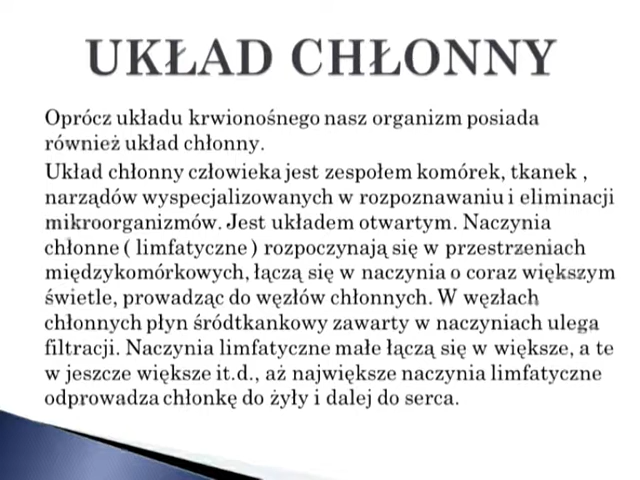 UKŁAD CHŁONNY
Oprócz układu krwionośnego nasz organizm posiada
również układ chłonny.
Układ chłonny człowieka jest zespołem komórek, tkanek ,
narządów wyspecjalizowanych w rozpoznawaniu i eliminacji
mikroorganizmów. Jest układem otwartym. Naczynia
chłonne ( limfatyczne ) rozpoczynają się w przestrzeniach
międzykomórkowych, łączą się w naczynia o coraz większym
świetle, prowadząc do węzłów chłonnych. W węzłach
chłonnych płyn śródtkankowy zawarty w naczyniach ulega
filtracji. Naczynia limfatyczne małe łączą się w większe, a te
w jeszcze większe it.d., aż największe naczynia limfatyczne
odprowadza chłonkę do żyły i dalej do serca.